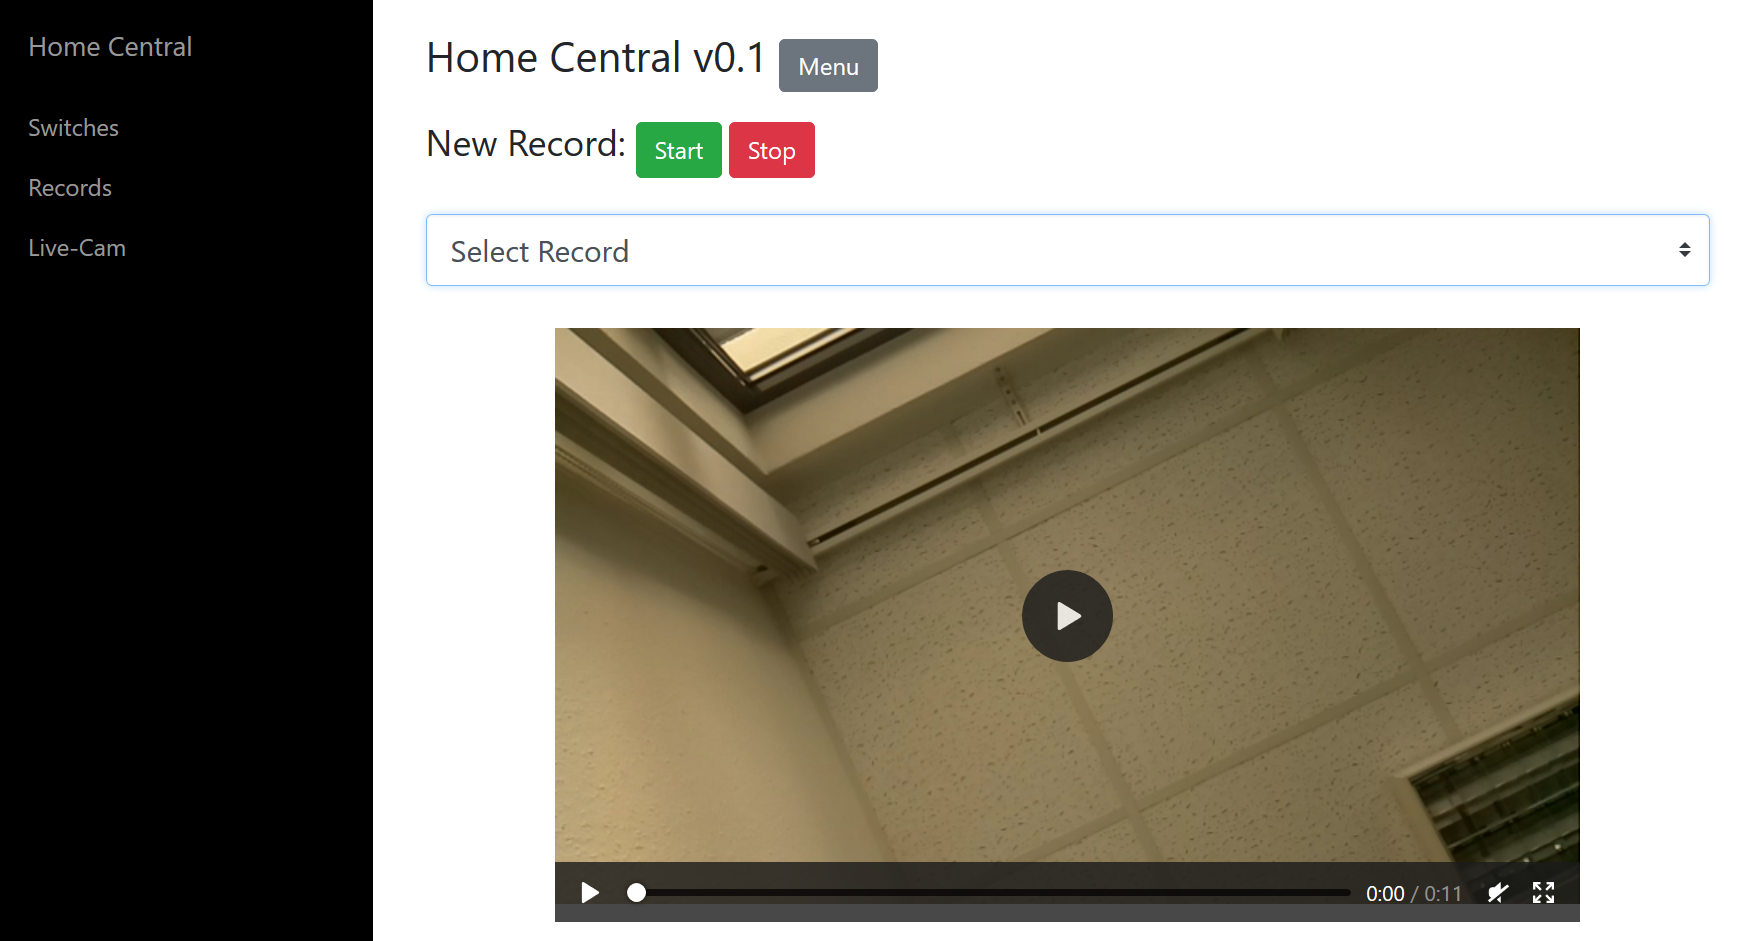 Home Central
Switches
Records
Live-Cam
Home Central v0.1 Menu
New Record: Start Stop
Select Record
0:00 / 0:11